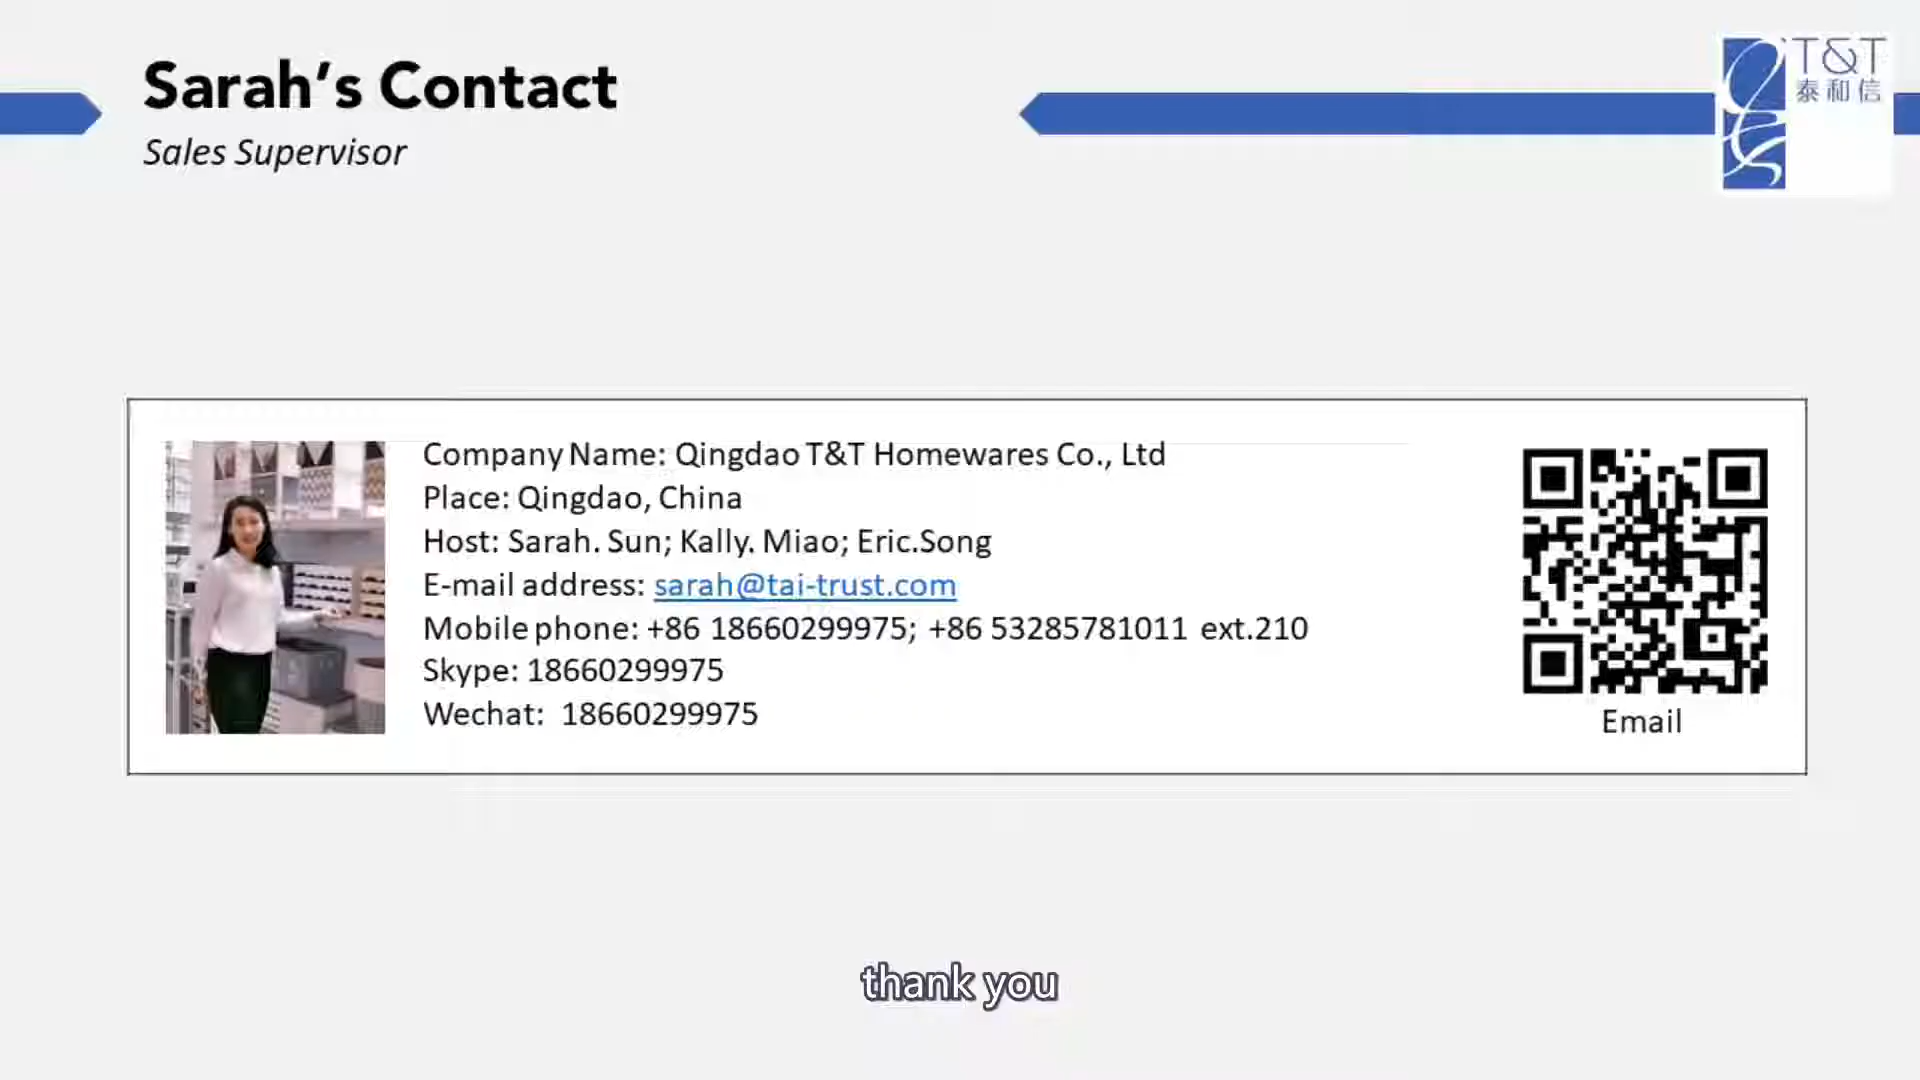 Sarah’s Contact
Sales Supervisor
T&T
泰和信
Company Name: Qingdao T&T Homewares Co., Ltd
Place: Qingdao, China
Host: Sarah. Sun; Kally. Miao; Eric.Song
E-mail address: sarah@tai-trust.com
Mobile phone: +86 18660299975; +86 53285781011 ext.210
Skype: 18660299975
Wechat: 18660299975
Email
thank you